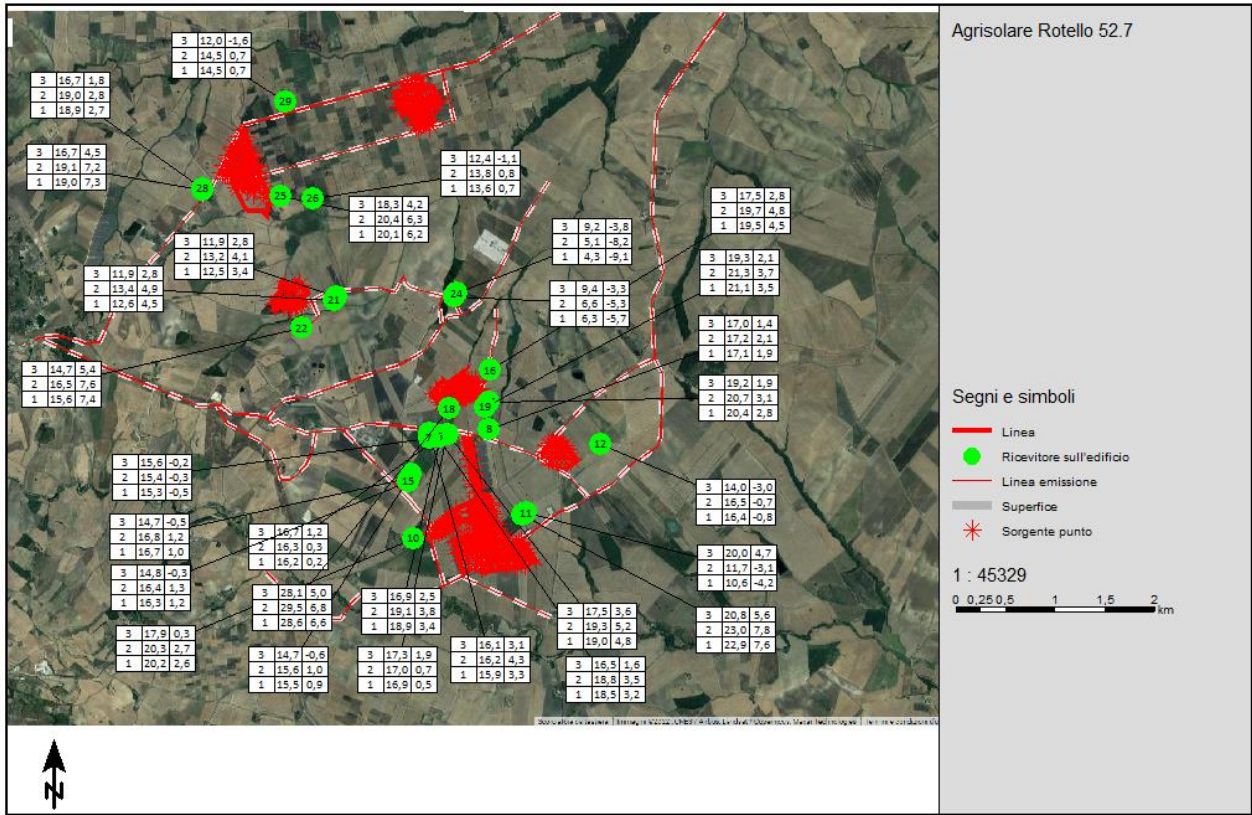 Agrisolare Rotello 52.7
3 12,0 -1,6
2 14,5 0,7
1 14,5 0,7
3 16,7 1,8
2 19,0 2,8
1 18,9 2,7
29
3 16,7 4,5
2 19,1 7,2
1 19,0 7,3
3 12,4 -1,1
2 13,8 0,8
1 13,6 0,7
28
25
26
3 18,3 4,2
2 20,4 6,3
1 20,1 6,2
3 17,5 2,8
2 19,7 4,8
1 19,5 4,5
3 9,2 -3,8
2 5,1 -8,2
1 4,3 -9,1
3 11,9 2,8
2 13,2 4,1
1 12,5 3,4
3 19,3 2,1
2 21,3 3,7
1 21,1 3,5
3 11,9 2,8
2 13,4 4,9
1 12,6 4,5
21
24
3 9,4 -3,3
2 6,6 -5,3
1 6,3 -5,7
22
3 17,0 1,4
2 17,2 2,1
1 17,1 1,9
3 14,7 5,4
2 16,5 7,6
1 15,6 7,4
16
3 19,2 1,9
2 20,7 3,1
1 20,4 2,8
18
19
7
8
12
3 15,6 -0,2
2 15,4 -0,3
1 15,3 -0,5
15
3 14,0 -3,0
2 16,5 -0,7
1 16,4 -0,8
3 14,7 -0,5
2 16,8 1,2
1 16,7 1,0
11
3 16,7 1,2
2 16,3 0,3
1 16,2 0,2
10
3 20,0 4,7
2 11,7 -3,1
1 10,6 -4,2
3 14,8 -0,3
2 16,4 1,3
1 16,3 1,2
3 28,1 5,0
2 29,5 6,8
1 28,6 6,6
3 16,9 2,5
2 19,1 3,8
1 18,9 3,4
3 17,5 3,6
2 19,3 5,2
1 19,0 4,8
3 20,8 5,6
2 23,0 7,8
1 22,9 7,6
3 17,9 0,3
2 20,3 2,7
1 20,2 2,6
3 14,7 -0,6
2 15,6 1,0
1 15,5 0,9
3 17,3 1,9
2 17,0 0,7
1 16,9 0,5
3 16,1 3,1
2 16,2 4,3
1 15,9 3,3
3 16,5 1,6
2 18,8 3,5
1 18,5 3,2
N
Segni e simboli
Linea
Ricevitore sull'edificio
Linea emissione
Superfice
Sorgente punto
1 : 45329
0 0,25 0,5 1 1,5 2
km